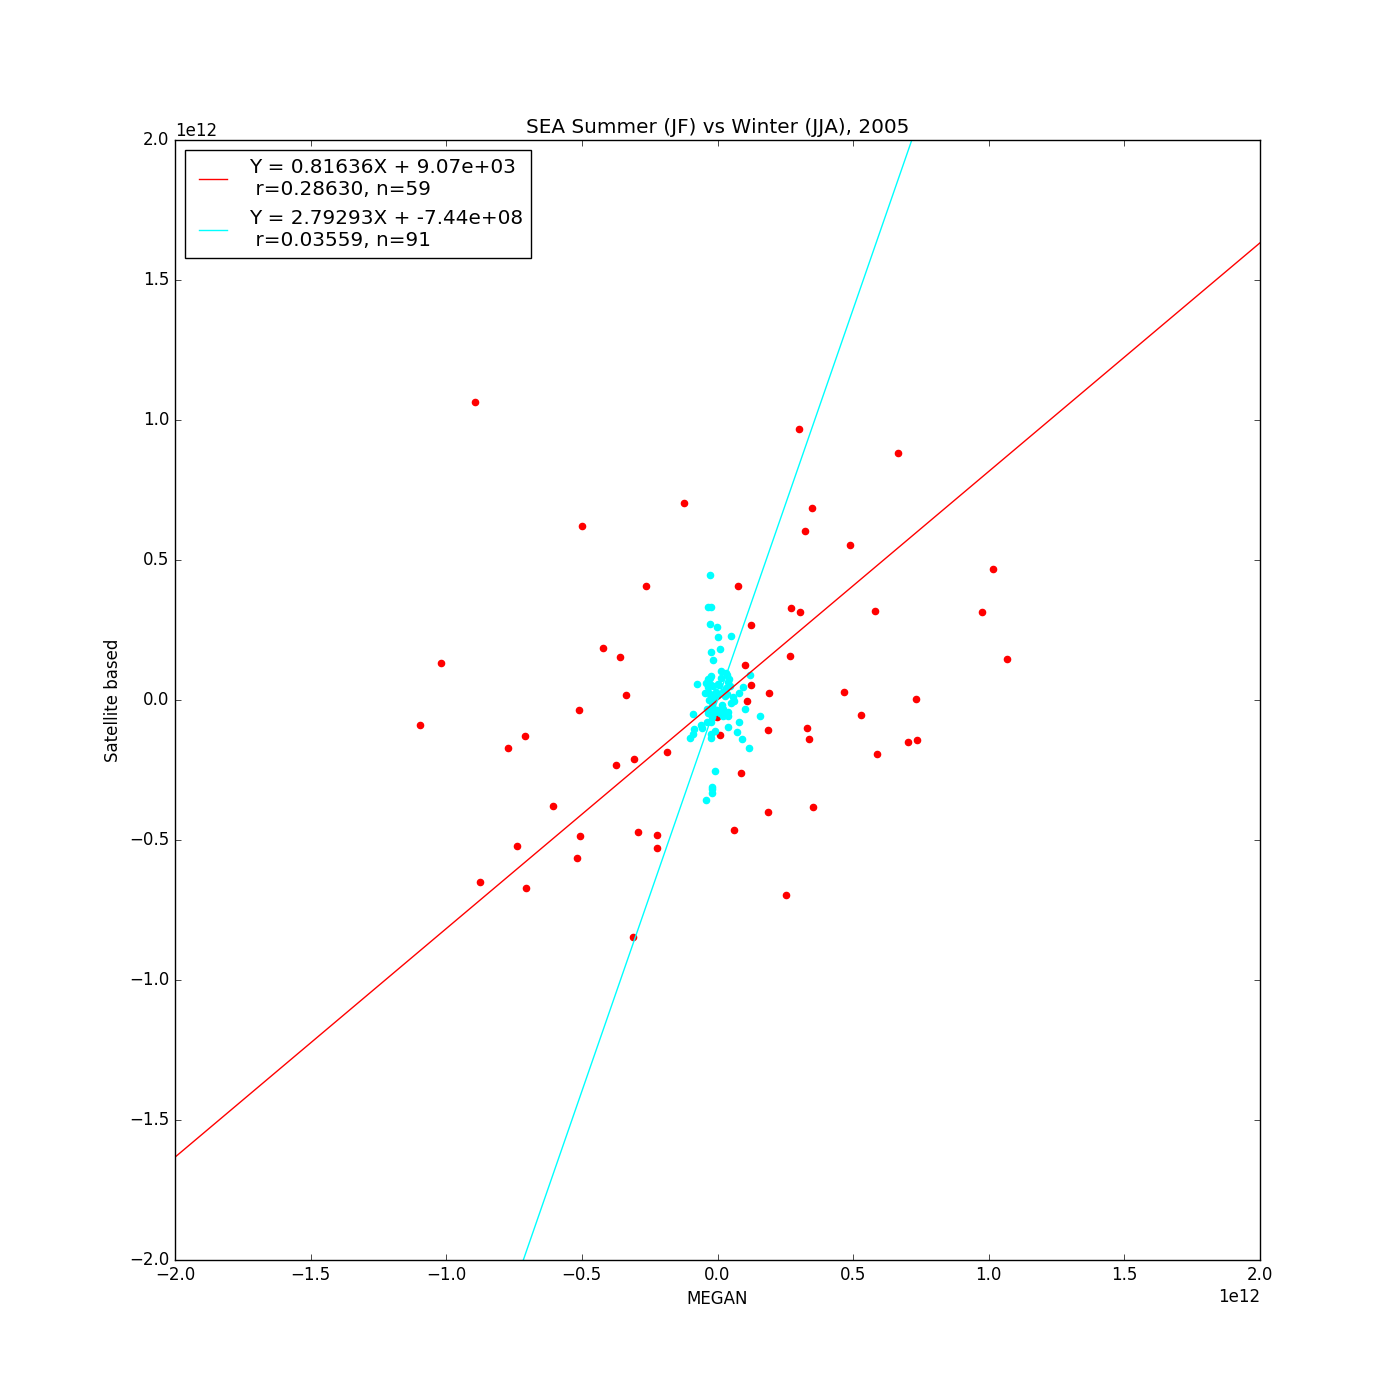 SEA Summer (JF) vs Winter (JJA), 2005
1e12
Y = 0.81636X + 9.07e+03
r=0.28630, n=59
Y = 2.79293X + -7.44e+08
r=0.03559, n=91
2.0
1.5
1.0
0.5
0.0
−0.5
−1.0
−1.5
−2.0
Satellite based
−2.0 −1.5 −1.0 −0.5 0.0 0.5 1.0 1.5 2.0
MEGAN
1e12